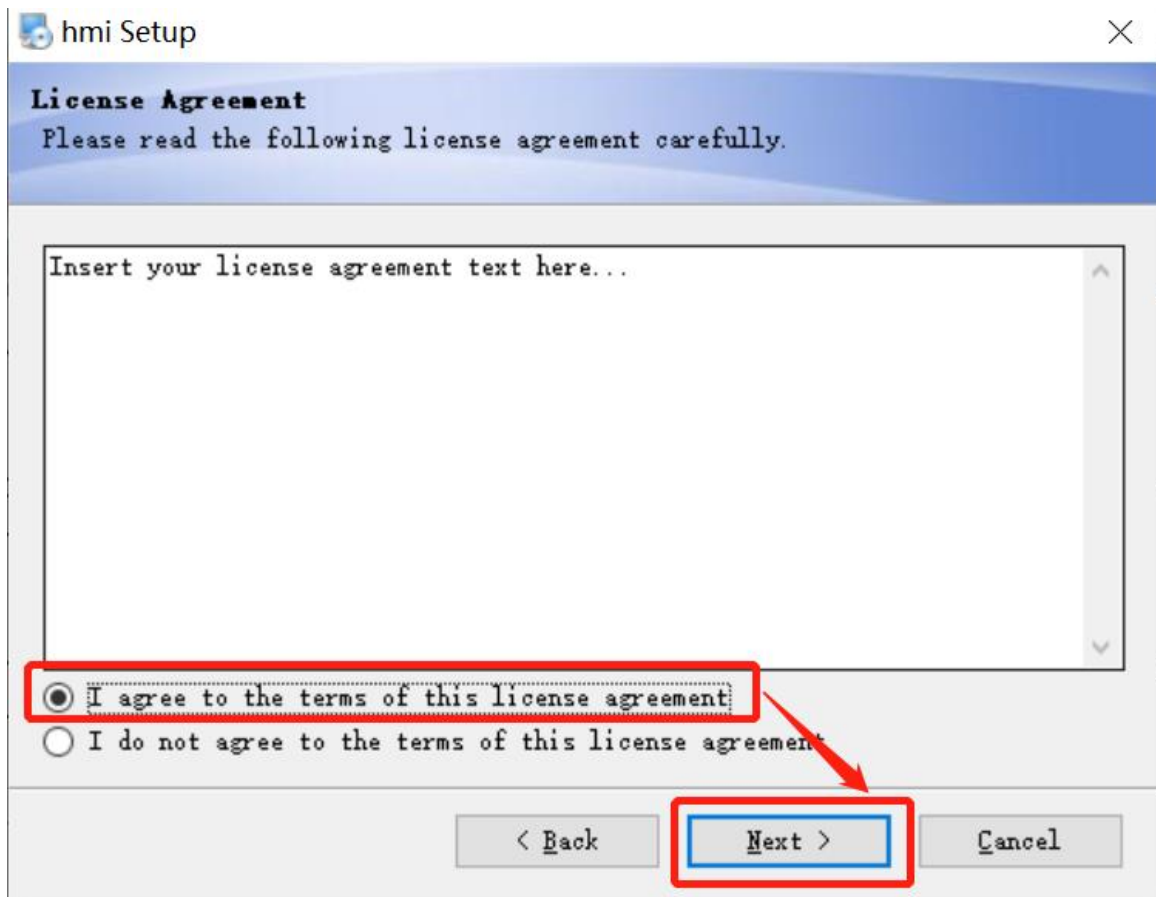 hmi Setup
License Agreement
Please read the following license agreement carefully.
Insert your license agreement text here...
I agree to the terms of this license agreement
I do not agree to the terms of this license agreement
< Back
Next >
Cancel